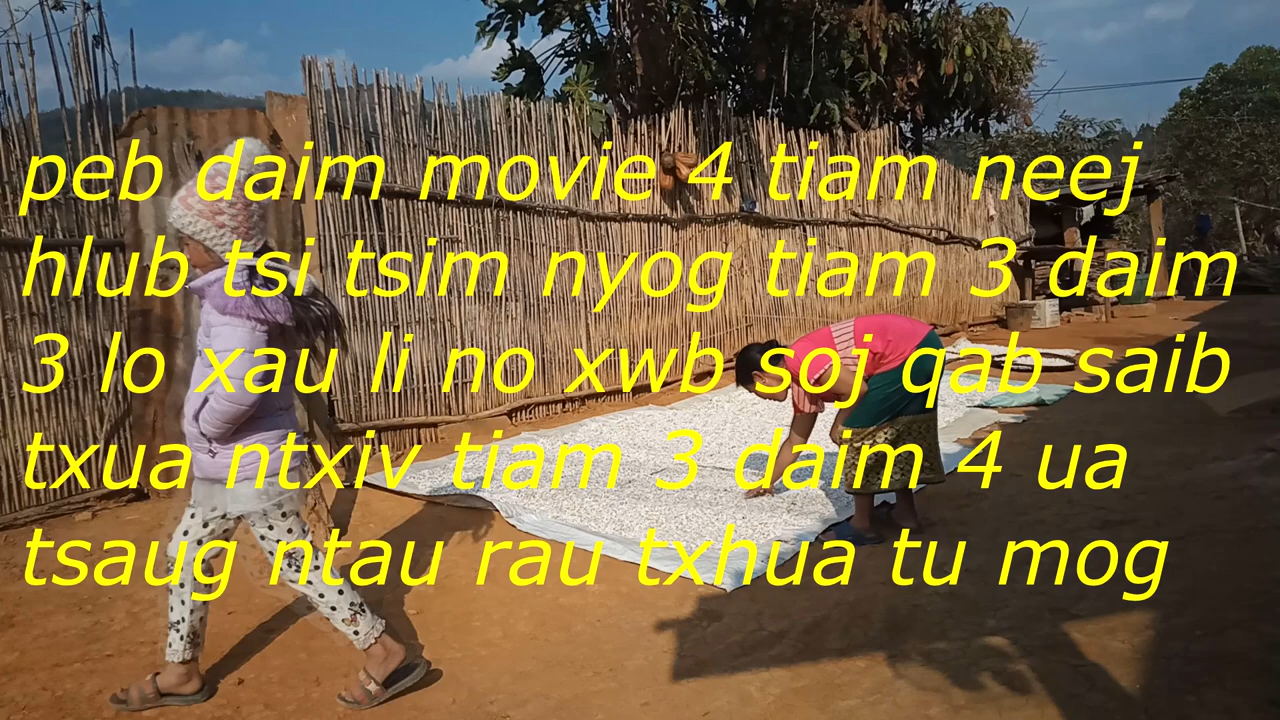 peb daim movie 4 tiam neej
hlub tsi tsim nyog tiam 3 daim
3 lo xau li no xwb soj qab saib
txua ntxiv tiam 3 daim 4 ua
tsaug ntau rau txhua tu mog